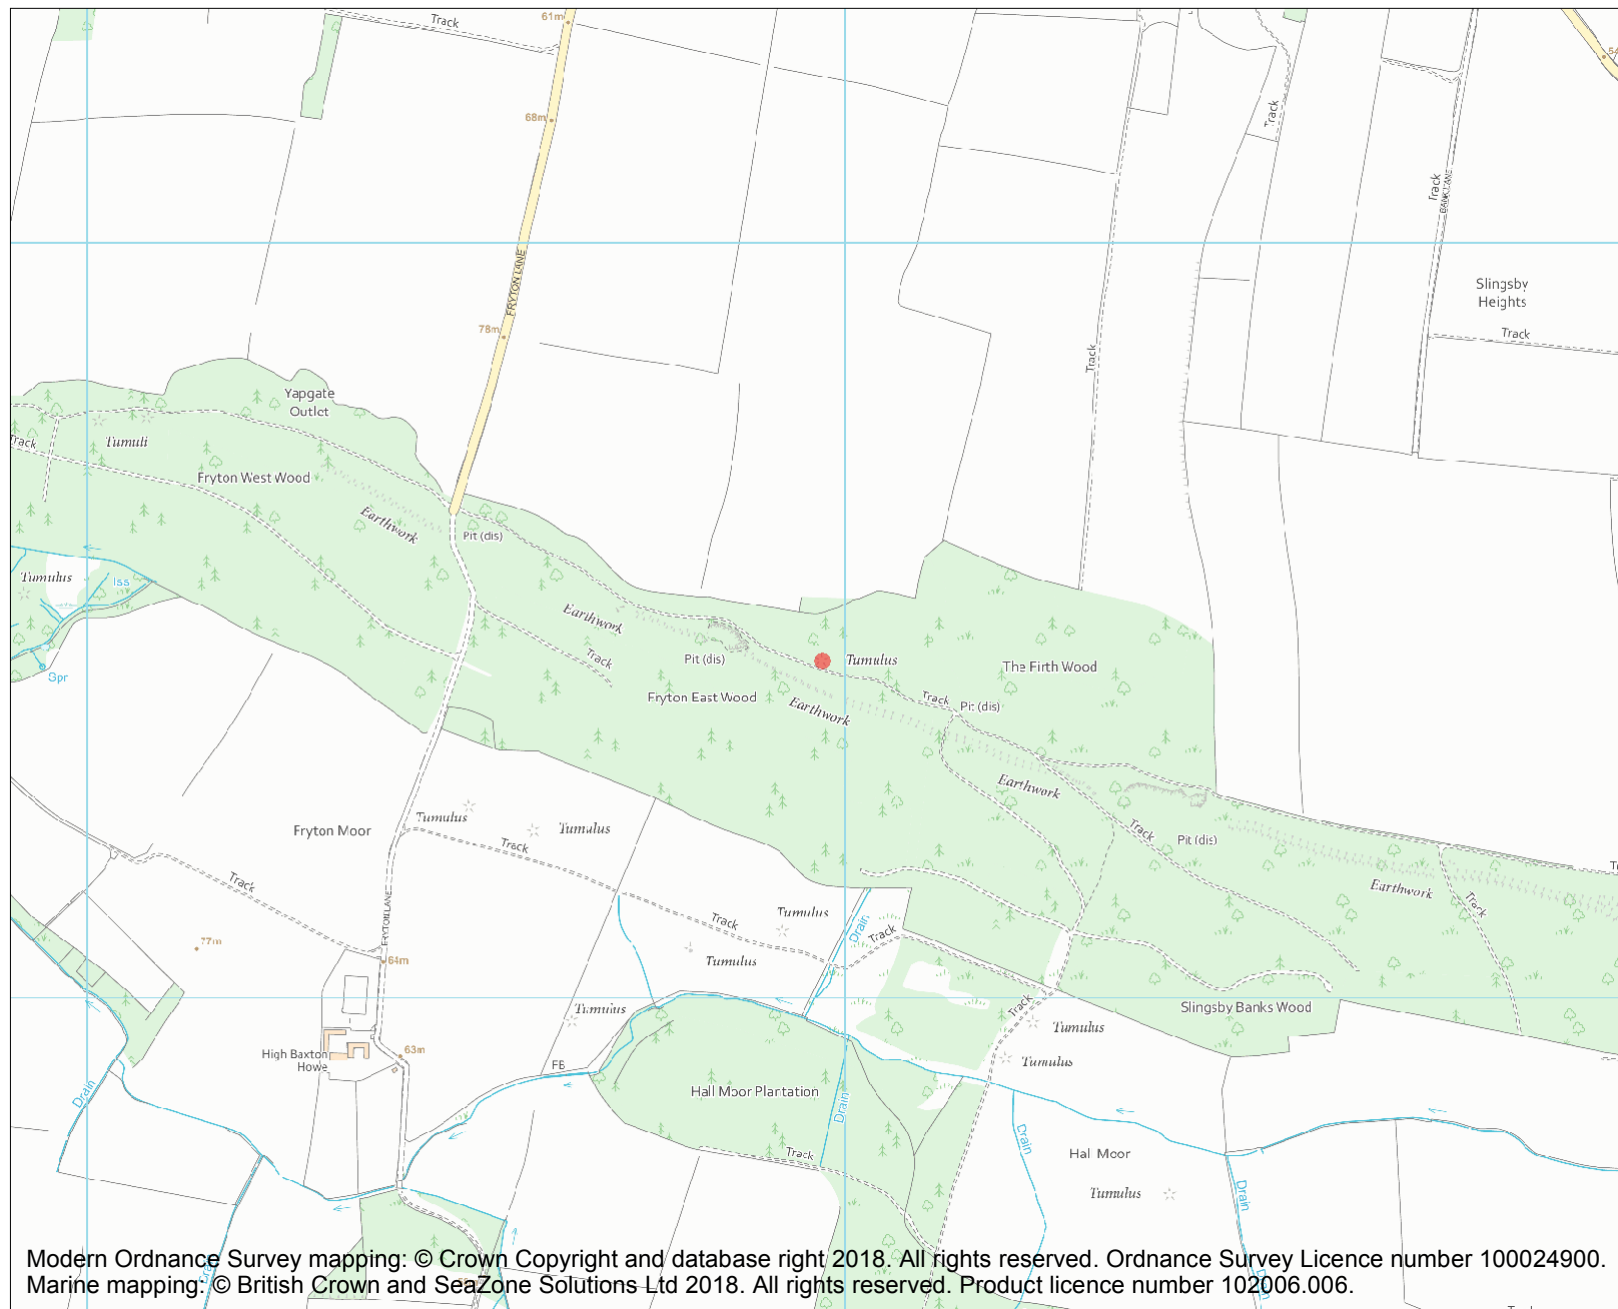 Track
61m
54
68m
Track
Track
Track
BANK LANE
FRYTON LANE
Slingsby
Heights
78m
Track
Track
Yapgate
Outlet
Track
Tumuli
Fryton West Wood
Earthwork
Pit (dis)
Tumulus
Iss
Earthwork
Track
Pit (dis)
Tumulus
The Firth Wood
Spr
Fryton East Wood
Track
Pit (dis)
Earthwork
Earthwork
Tumulus
Tumulus
Fryton Moor
Track
Track
Pit (dis)
Track
Earthwork
Track
FRYTON LANE
Track
Tumulus
Drain
Track
77m
64m
Tumulus
Tumulus
Track
Slingsby Banks Wood
Tumulus
High Baxton
Howe
63m
FB
Tumulus
Drain
Hall Moor Plantation
Drain
Drain
Track
Hall Moor
Tumulus
Drain
Modern Ordnance Survey mapping: © Crown Copyright and database right 2018. All rights reserved. Ordnance Survey Licence number 100024900.
Marine mapping: © British Crown and SeaZone Solutions Ltd 2018. All rights reserved. Product licence number 102006.006.